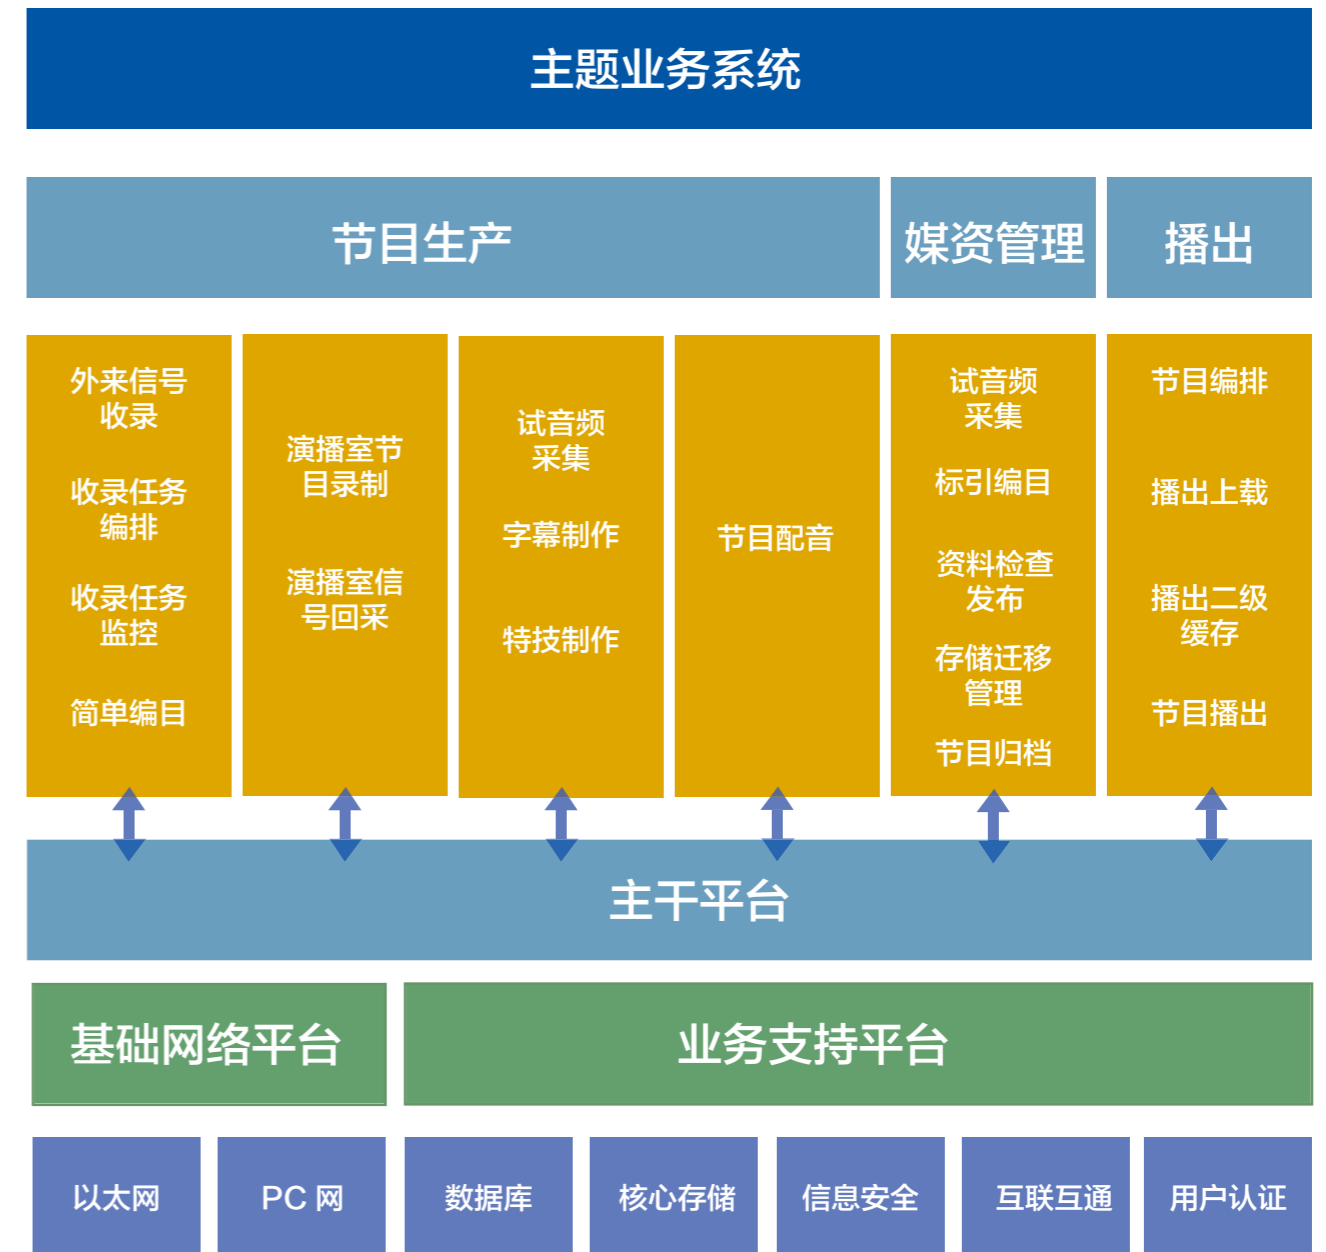 主题业务系统
节目生产
媒资管理
播出
外来信号
收录
收录任务
编排
收录任务
监控
简单编目
演播室节
目录制
演播室信
号回采
试音频
采集
字幕制作
特技制作
节目配音
试音频
采集
标引编目
资料检查
发布
存储迁移
管理
节目归档
节目编排
播出上载
播出二级
缓存
节目播出
主干平台
基础网络平台
业务支持平台
以太网
PC 网
数据库
核心存储
信息安全
互联互通
用户认证